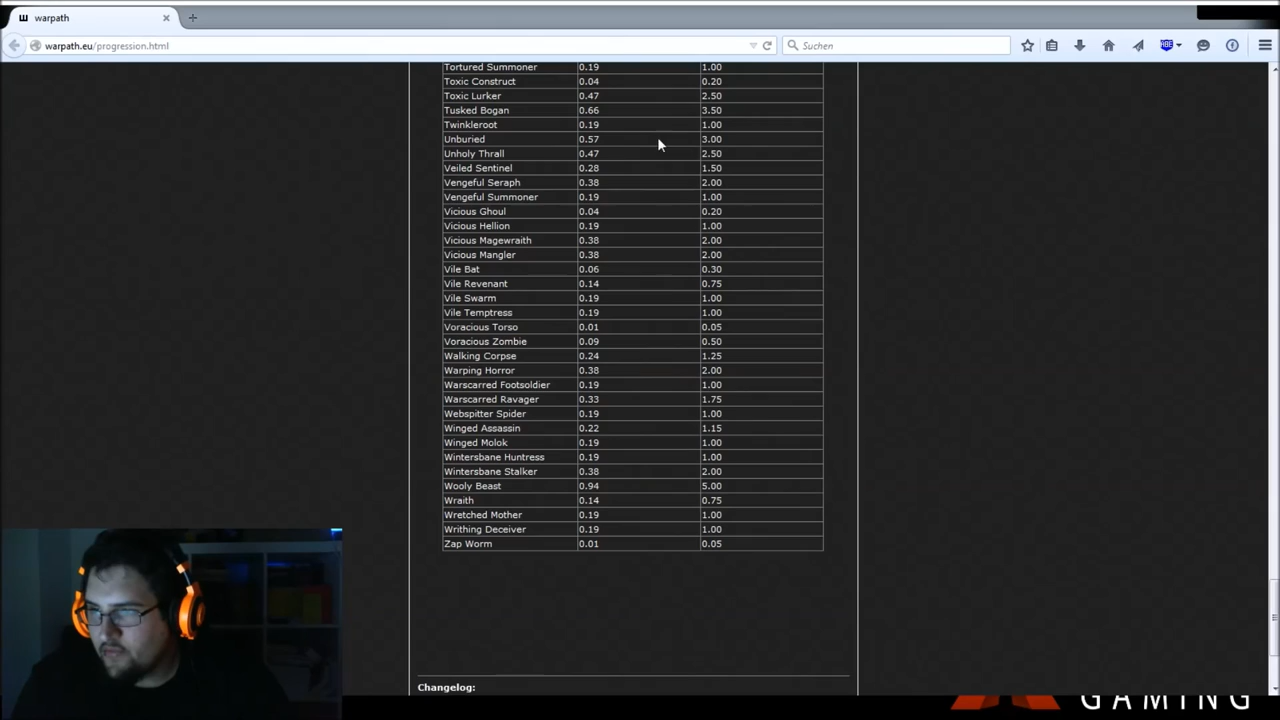 warpath
warpath.eu/progression.html
Suchen
Tortured Summoner 0.19 1.00
Toxic Construct 0.04 0.20
Toxic Lurker 0.47 2.50
Tusked Bogan 0.66 3.50
Twinkleroot 0.19 1.00
Unburied 0.57 3.00
Unholy Thrall 0.47 2.50
Veiled Sentinel 0.28 1.50
Vengeful Seraph 0.38 2.00
Vengeful Summoner 0.19 1.00
Vicious Ghoul 0.04 0.20
Vicious Hellion 0.19 1.00
Vicious Magewraith 0.38 2.00
Vicious Mangler 0.38 2.00
Vile Bat 0.06 0.30
Vile Revenant 0.14 0.75
Vile Swarm 0.19 1.00
Vile Temptress 0.19 1.00
Voracious Torso 0.01 0.05
Voracious Zombie 0.09 0.50
Walking Corpse 0.24 1.25
Warping Horror 0.38 2.00
Warscarred Footsoldier 0.19 1.00
Warscarred Ravager 0.33 1.75
Webspitter Spider 0.19 1.00
Winged Assassin 0.22 1.15
Winged Molok 0.19 1.00
Wintersbane Huntress 0.19 1.00
Wintersbane Stalker 0.38 2.00
Wooly Beast 0.94 5.00
Wraith 0.14 0.75
Wretched Mother 0.19 1.00
Writhing Deceiver 0.19 1.00
Zap Worm 0.01 0.05
Changelog:
GAMING